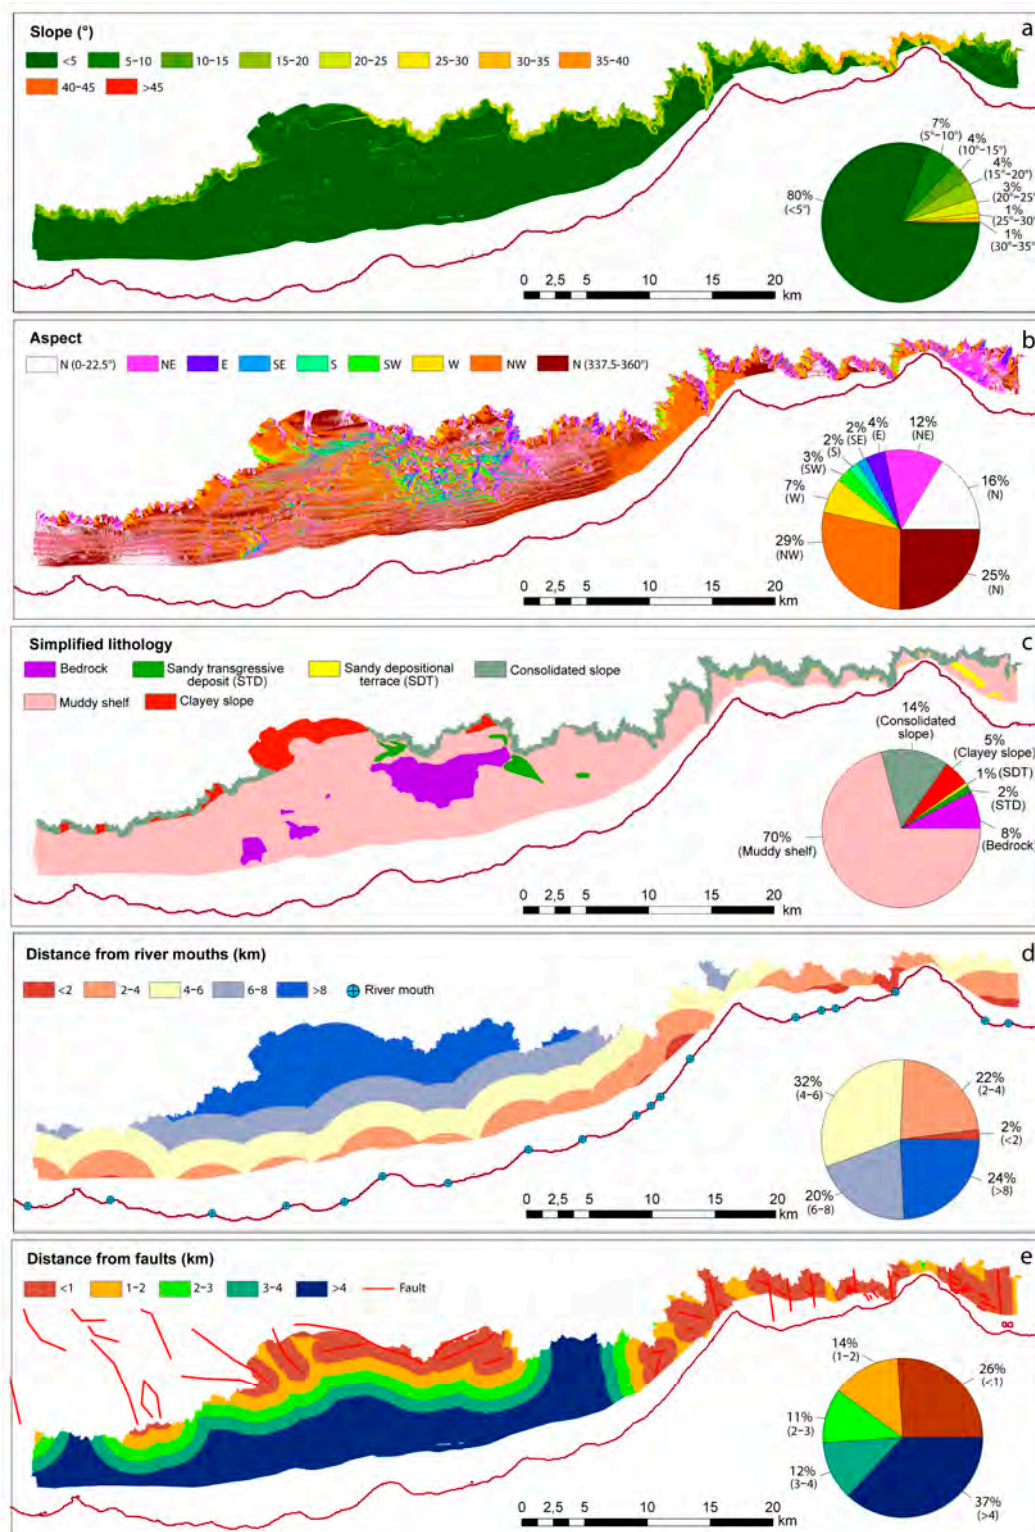 a
Slope (°)
<5 5-10 10-15 15-20 20-25 25-30 30-35 35-40
40-45 >45
7%
(5°-10°)
4%
(10°-15°)
4%
(15°-20°)
3%
(20°-25°)
1%
(25°-30°)
1%
(30°-35°)
80%
(<5°)
0 2,5 5 10 15 20
km
b
Aspect
N (0-22.5°) NE E SE S SW W NW N (337.5-360°)
12%
(NE)
4%
(E)
2%
(SE)
2%
(S)
3%
(SW)
7%
(W)
16%
(N)
29%
(NW)
25%
(N)
0 2,5 5 10 15 20
km
c
Simplified lithology
Bedrock Sandy transgressive deposit (STD) Sandy depositional terrace (SDT) Consolidated slope
Muddy shelf Clayey slope
14%
(Consolidated
slope)
5%
(Clayey slope)
1% (SDT)
2%
(STD)
8%
(Bedrock)
70%
(Muddy shelf)
0 2,5 5 10 15 20
km
d
Distance from river mouths (km)
<2 2-4 4-6 6-8 >8 River mouth
32%
(4-6)
22%
(2-4)
2%
(<2)
24%
(>8)
20%
(6-8)
0 2,5 5 10 15 20
km
e
Distance from faults (km)
<1 1-2 2-3 3-4 >4 Fault
14%
(1-2)
26%
(<1)
11%
(2-3)
12%
(3-4)
37%
(>4)
0 2,5 5 10 15 20
km